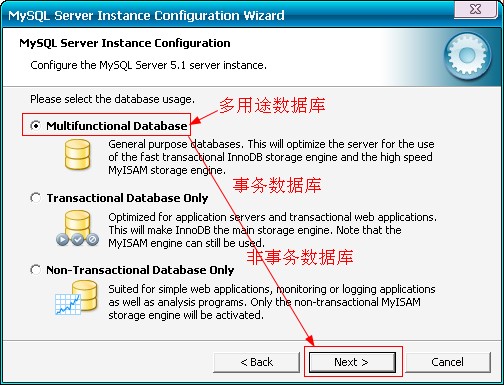 MySQL Server Instance Configuration Wizard
MySQL Server Instance Configuration
Configure the MySQL Server 5.1 server instance.
Please select the database usage.
多用途数据库
Multifunctional Database
General purpose databases. This will optimize the server for the use
of the fast transactional InnoDB storage engine and the high speed
MyISAM storage engine.
事务数据库
Transactional Database Only
Optimized for application servers and transactional web applications.
This will make InnoDB the main storage engine. Note that the
MyISAM engine can still be used.
非事务数据库
Non-Transactional Database Only
Suited for simple web applications, monitoring or logging applications
as well as analysis programs. Only the non-transactional MyISAM
storage engine will be activated.
< Back
Next >
Cancel